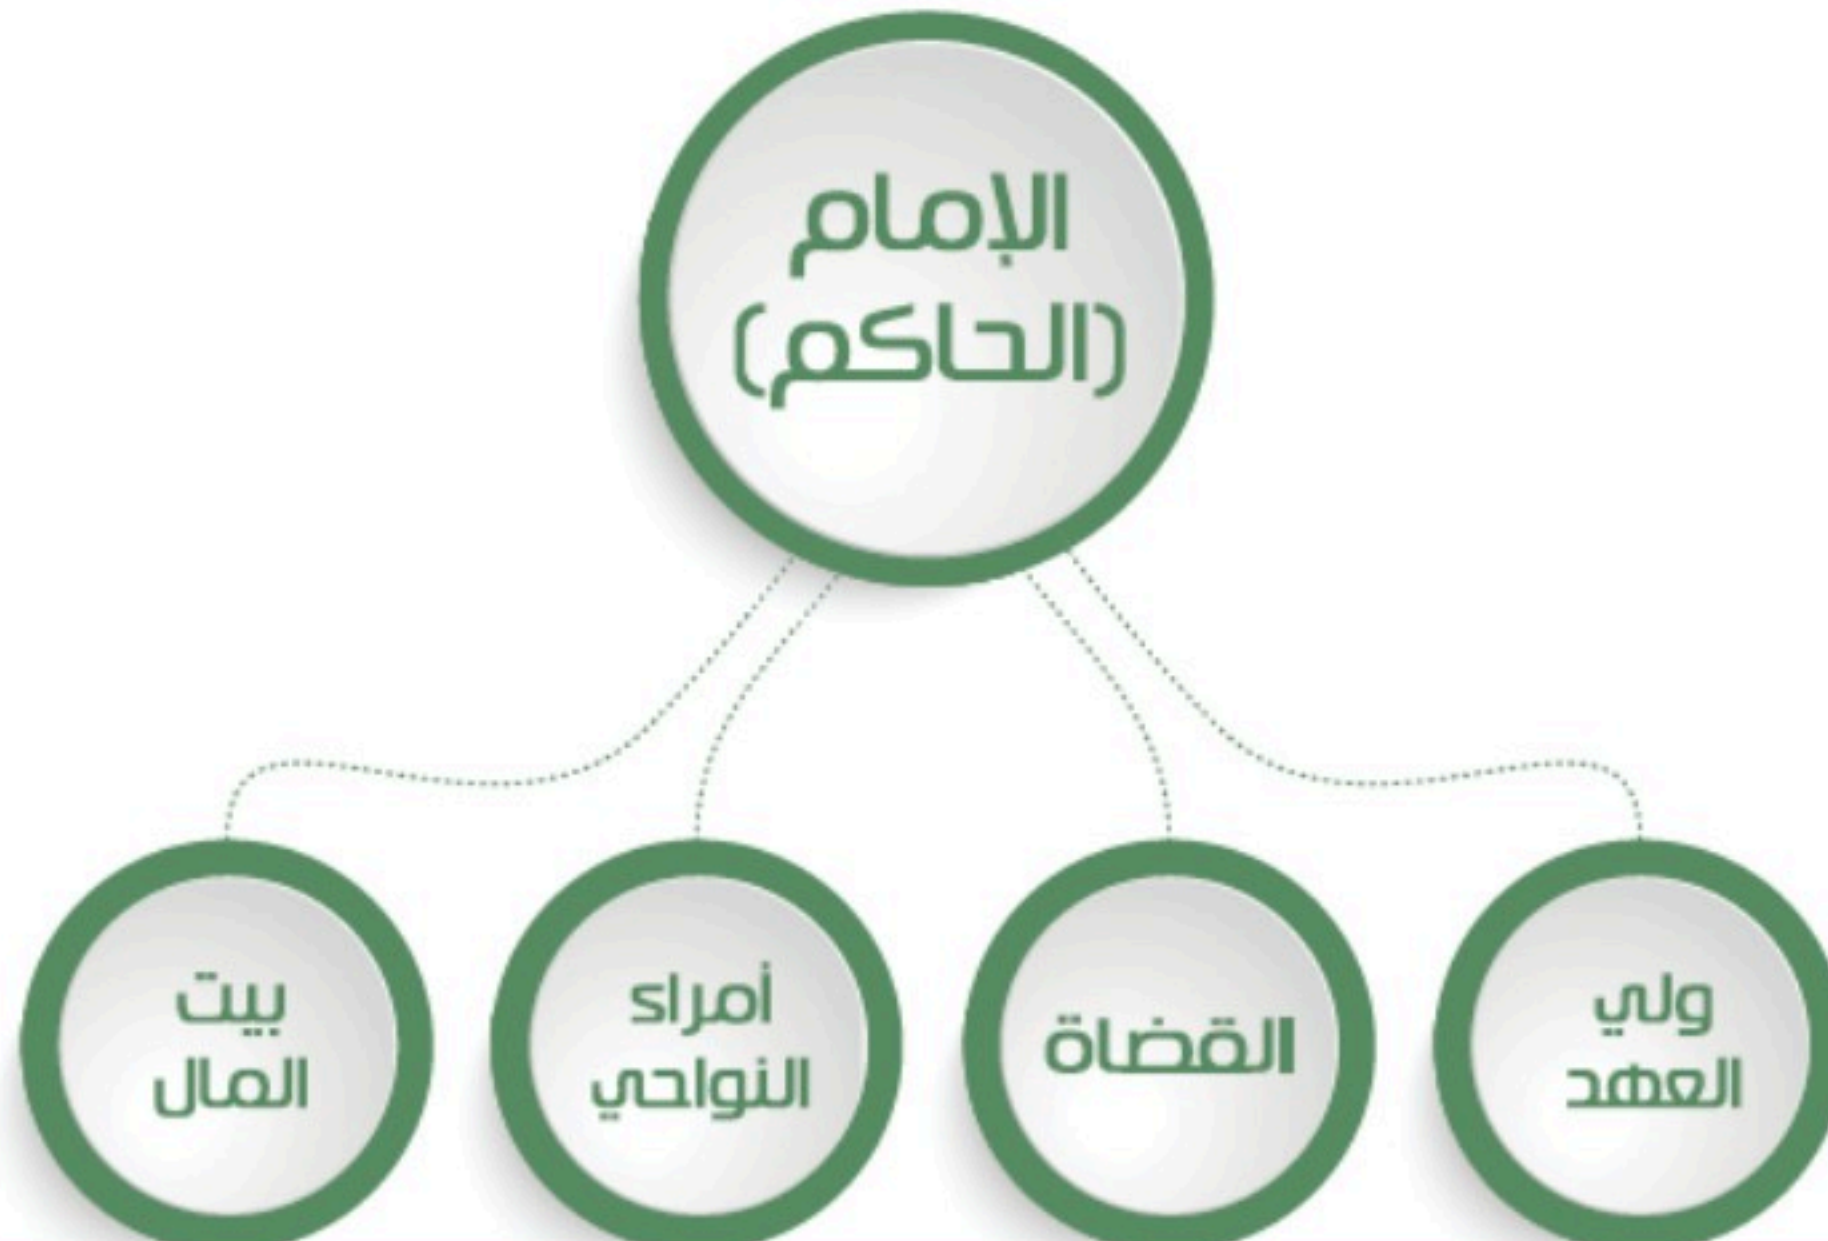 الإمام
(الحاكم)
ولي
العهد
القضاة
أمراء
النواحي
بيت
المال